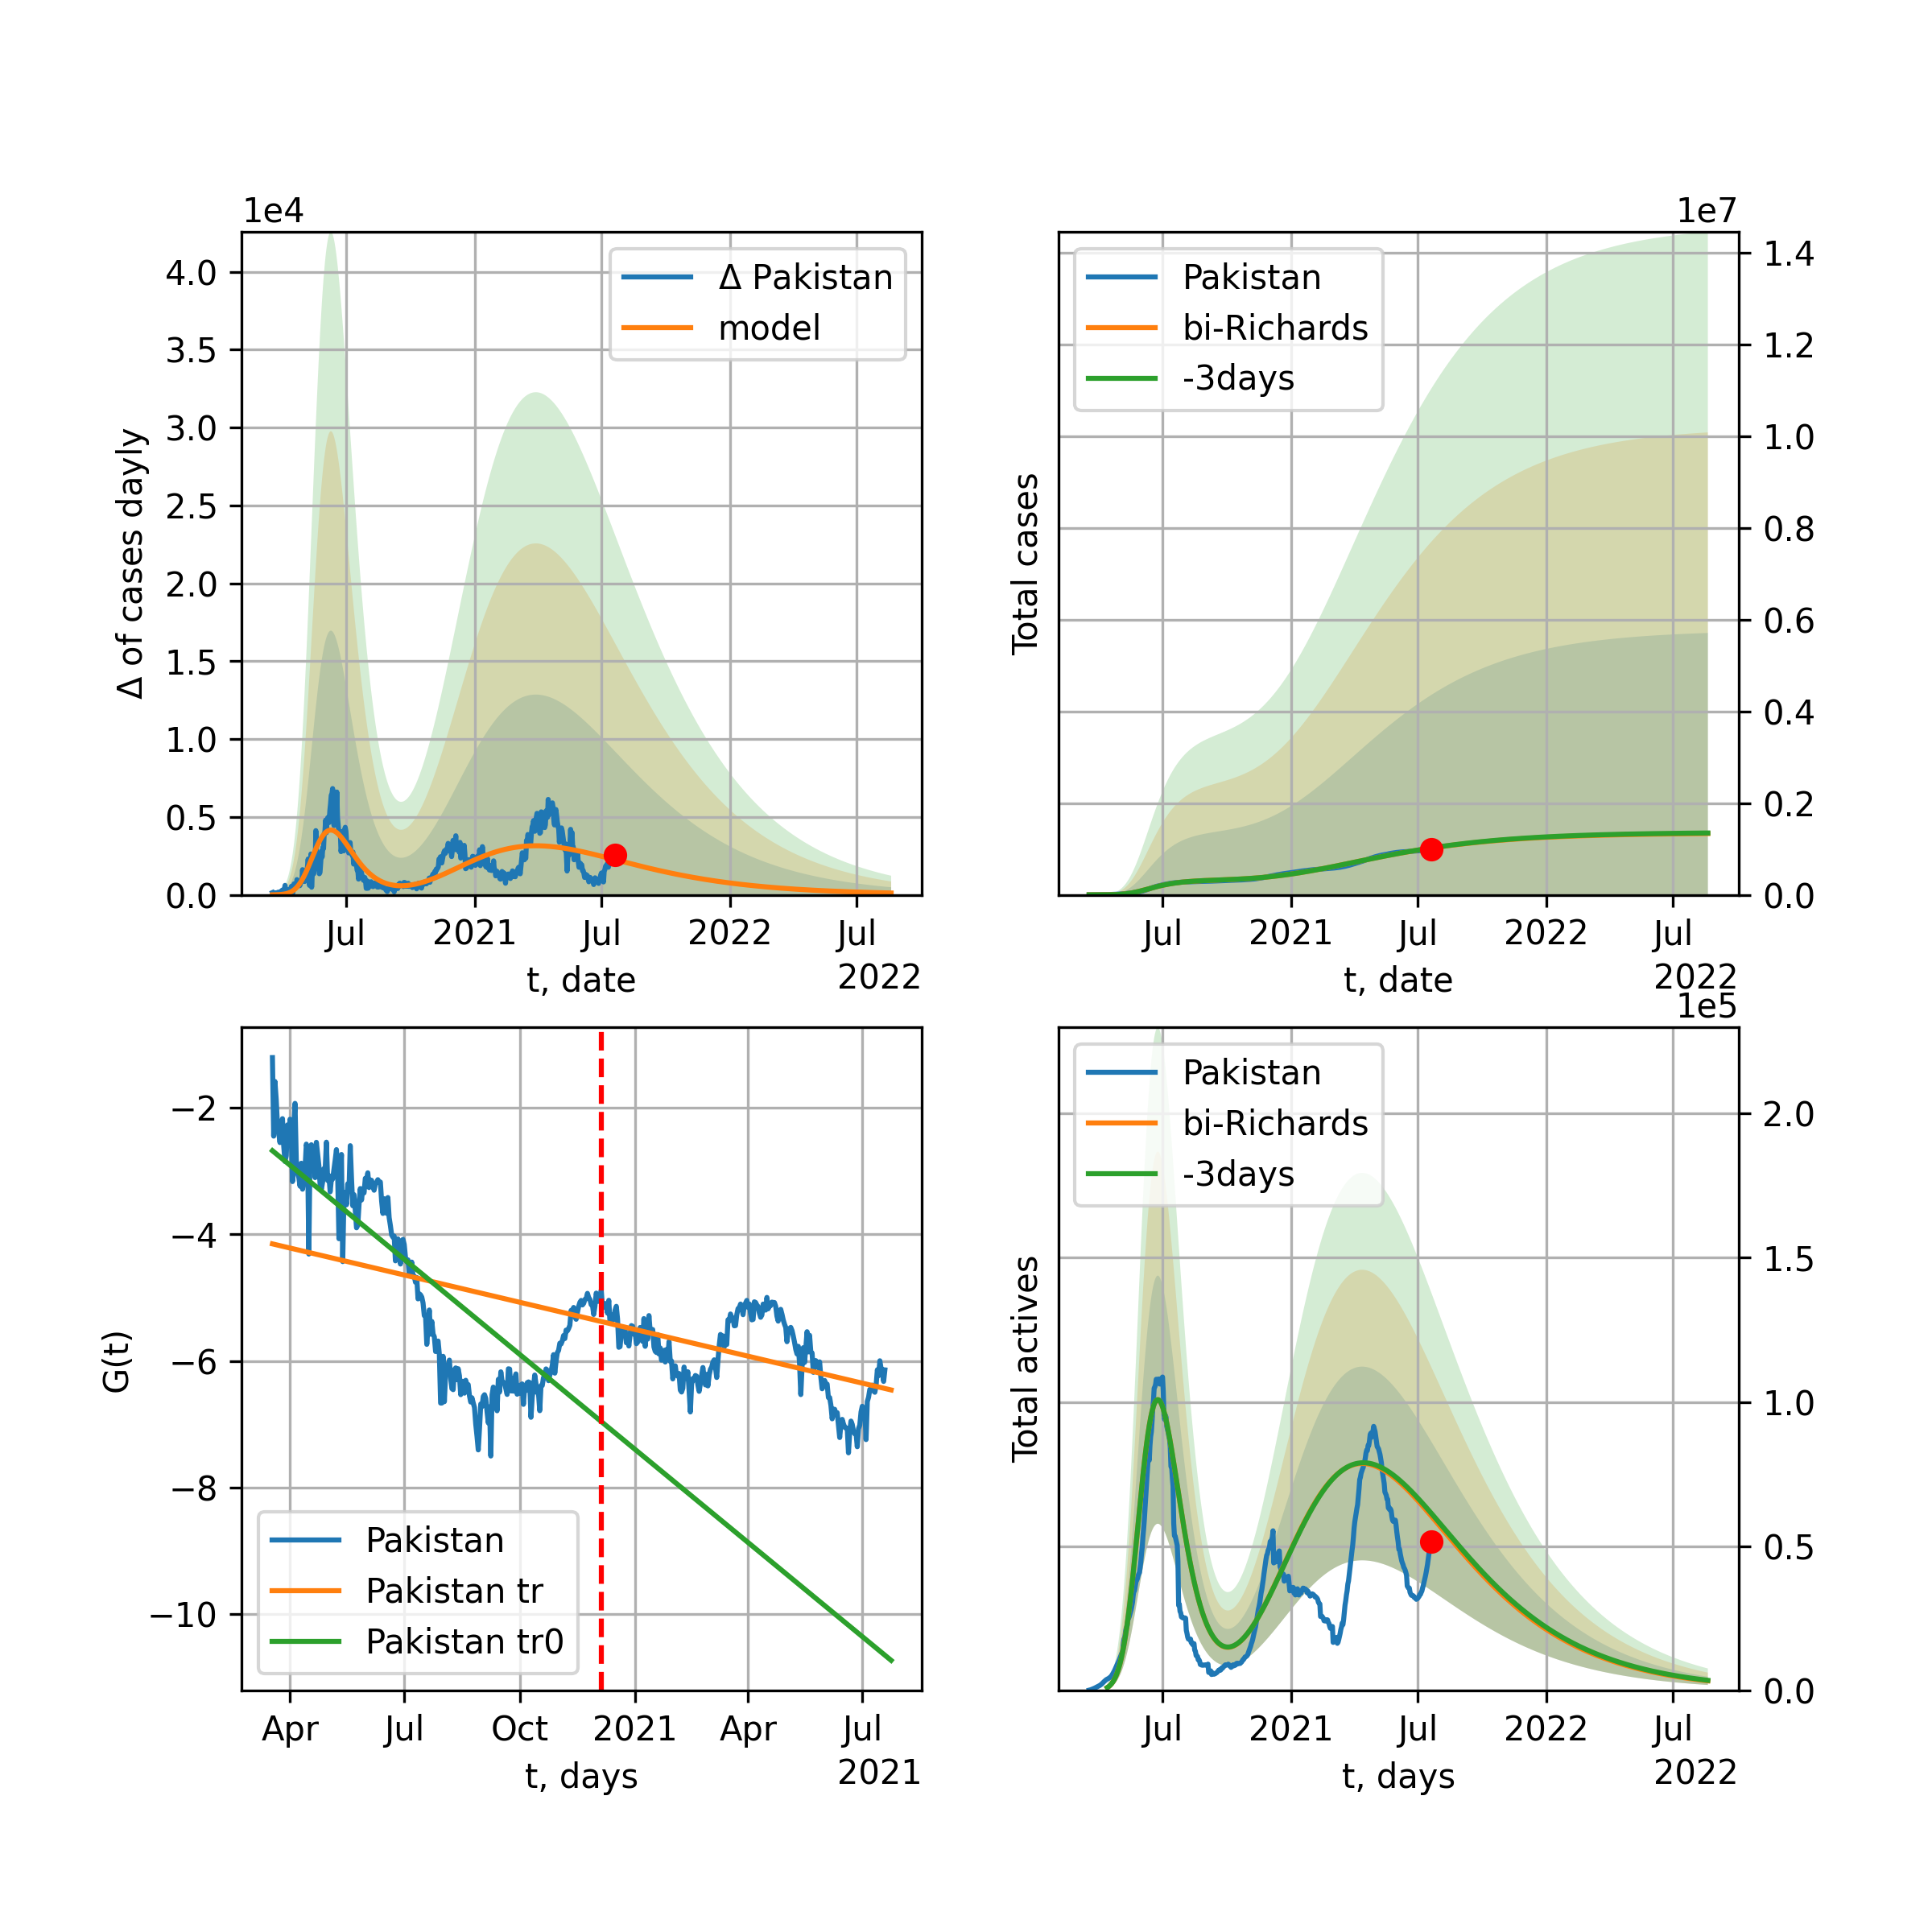 1e4
4.0
3.5
3.0
2.5
2.0
1.5
1.0
0.5
0.0
Δ of cases dayly
Δ Pakistan
model
Jul
2021
Jul
2022
Jul
t, date
2022
1e7
Total cases
Pakistan
bi-Richards
-3days
1.4
1.2
1.0
0.8
0.6
0.4
0.2
0.0
Jul
2021
Jul
2022
Jul
t, date
2022
−2
−4
−6
−8
−10
G(t)
Pakistan
Pakistan tr
Pakistan tr0
Apr
Jul
Oct
2021
Apr
Jul
t, days
2021
1e5
Total actives
Pakistan
bi-Richards
-3days
2.0
1.5
1.0
0.5
0.0
Jul
2021
Jul
2022
Jul
t, days
2022